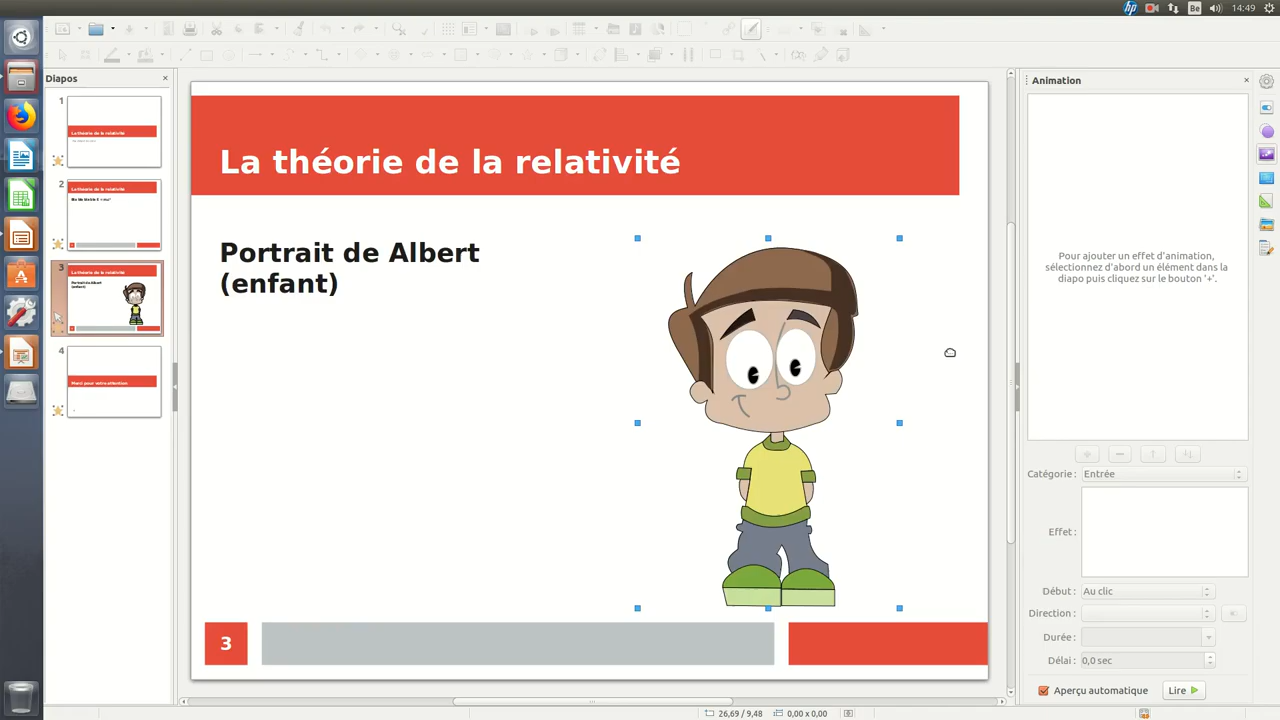 Be
14:49
Diapos
Animation
1
La théorie de la relativité
2
La théorie de la relativité
3
La théorie de la relativité
Portrait de Albert
(enfant)
4
Merci pour votre attention
La théorie de la relativité
Portrait de Albert
(enfant)
3
Pour ajouter un effet d'animation,
sélectionnez d'abord un élément dans la
diapo puis cliquez sur le bouton '+'.
Catégorie : Entrée
Effet :
Début : Au clic
Direction :
Durée :
Délai : 0,0 sec
Aperçu automatique Lire
26,69 / 9,48 0,00 x 0,00